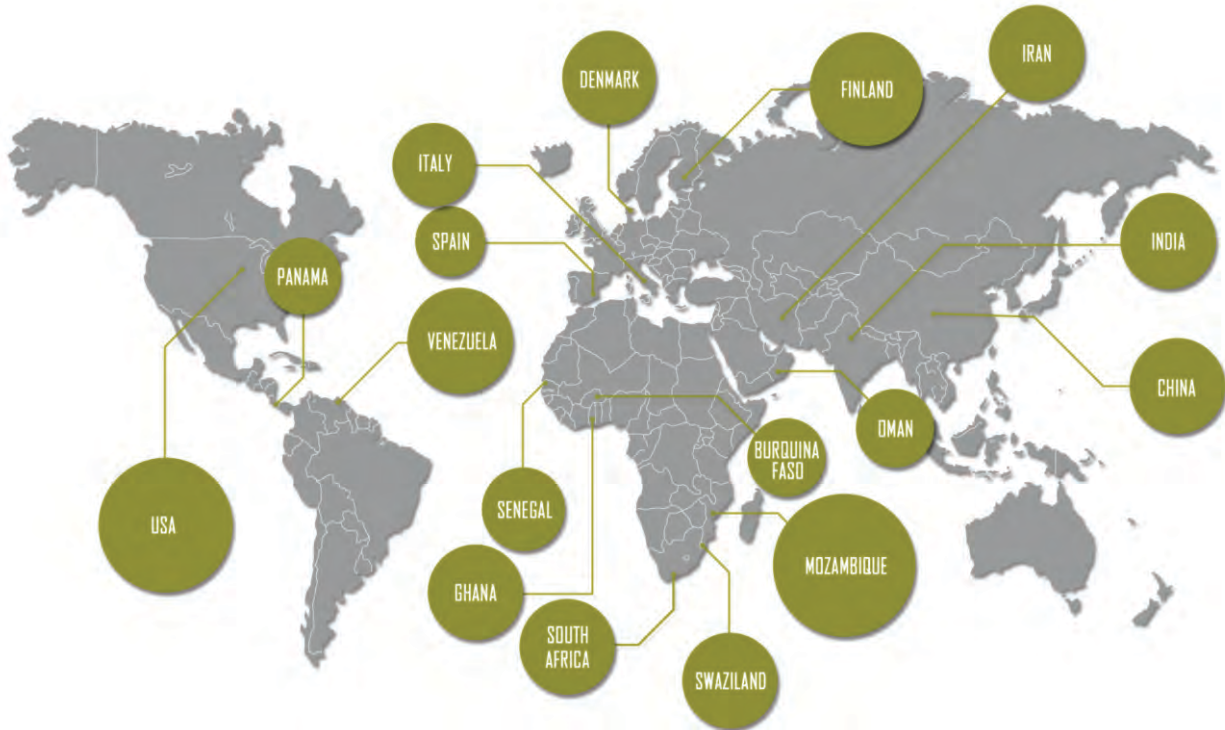 IRAN
DENMARK
FINLAND
ITALY
SPAIN
INDIA
PANAMA
VENEZUELA
CHINA
OMAN
BURQUINA
FASO
SENEGAL
USA
MOZAMBIQUE
GHANA
SOUTH
AFRICA
SWAZILAND